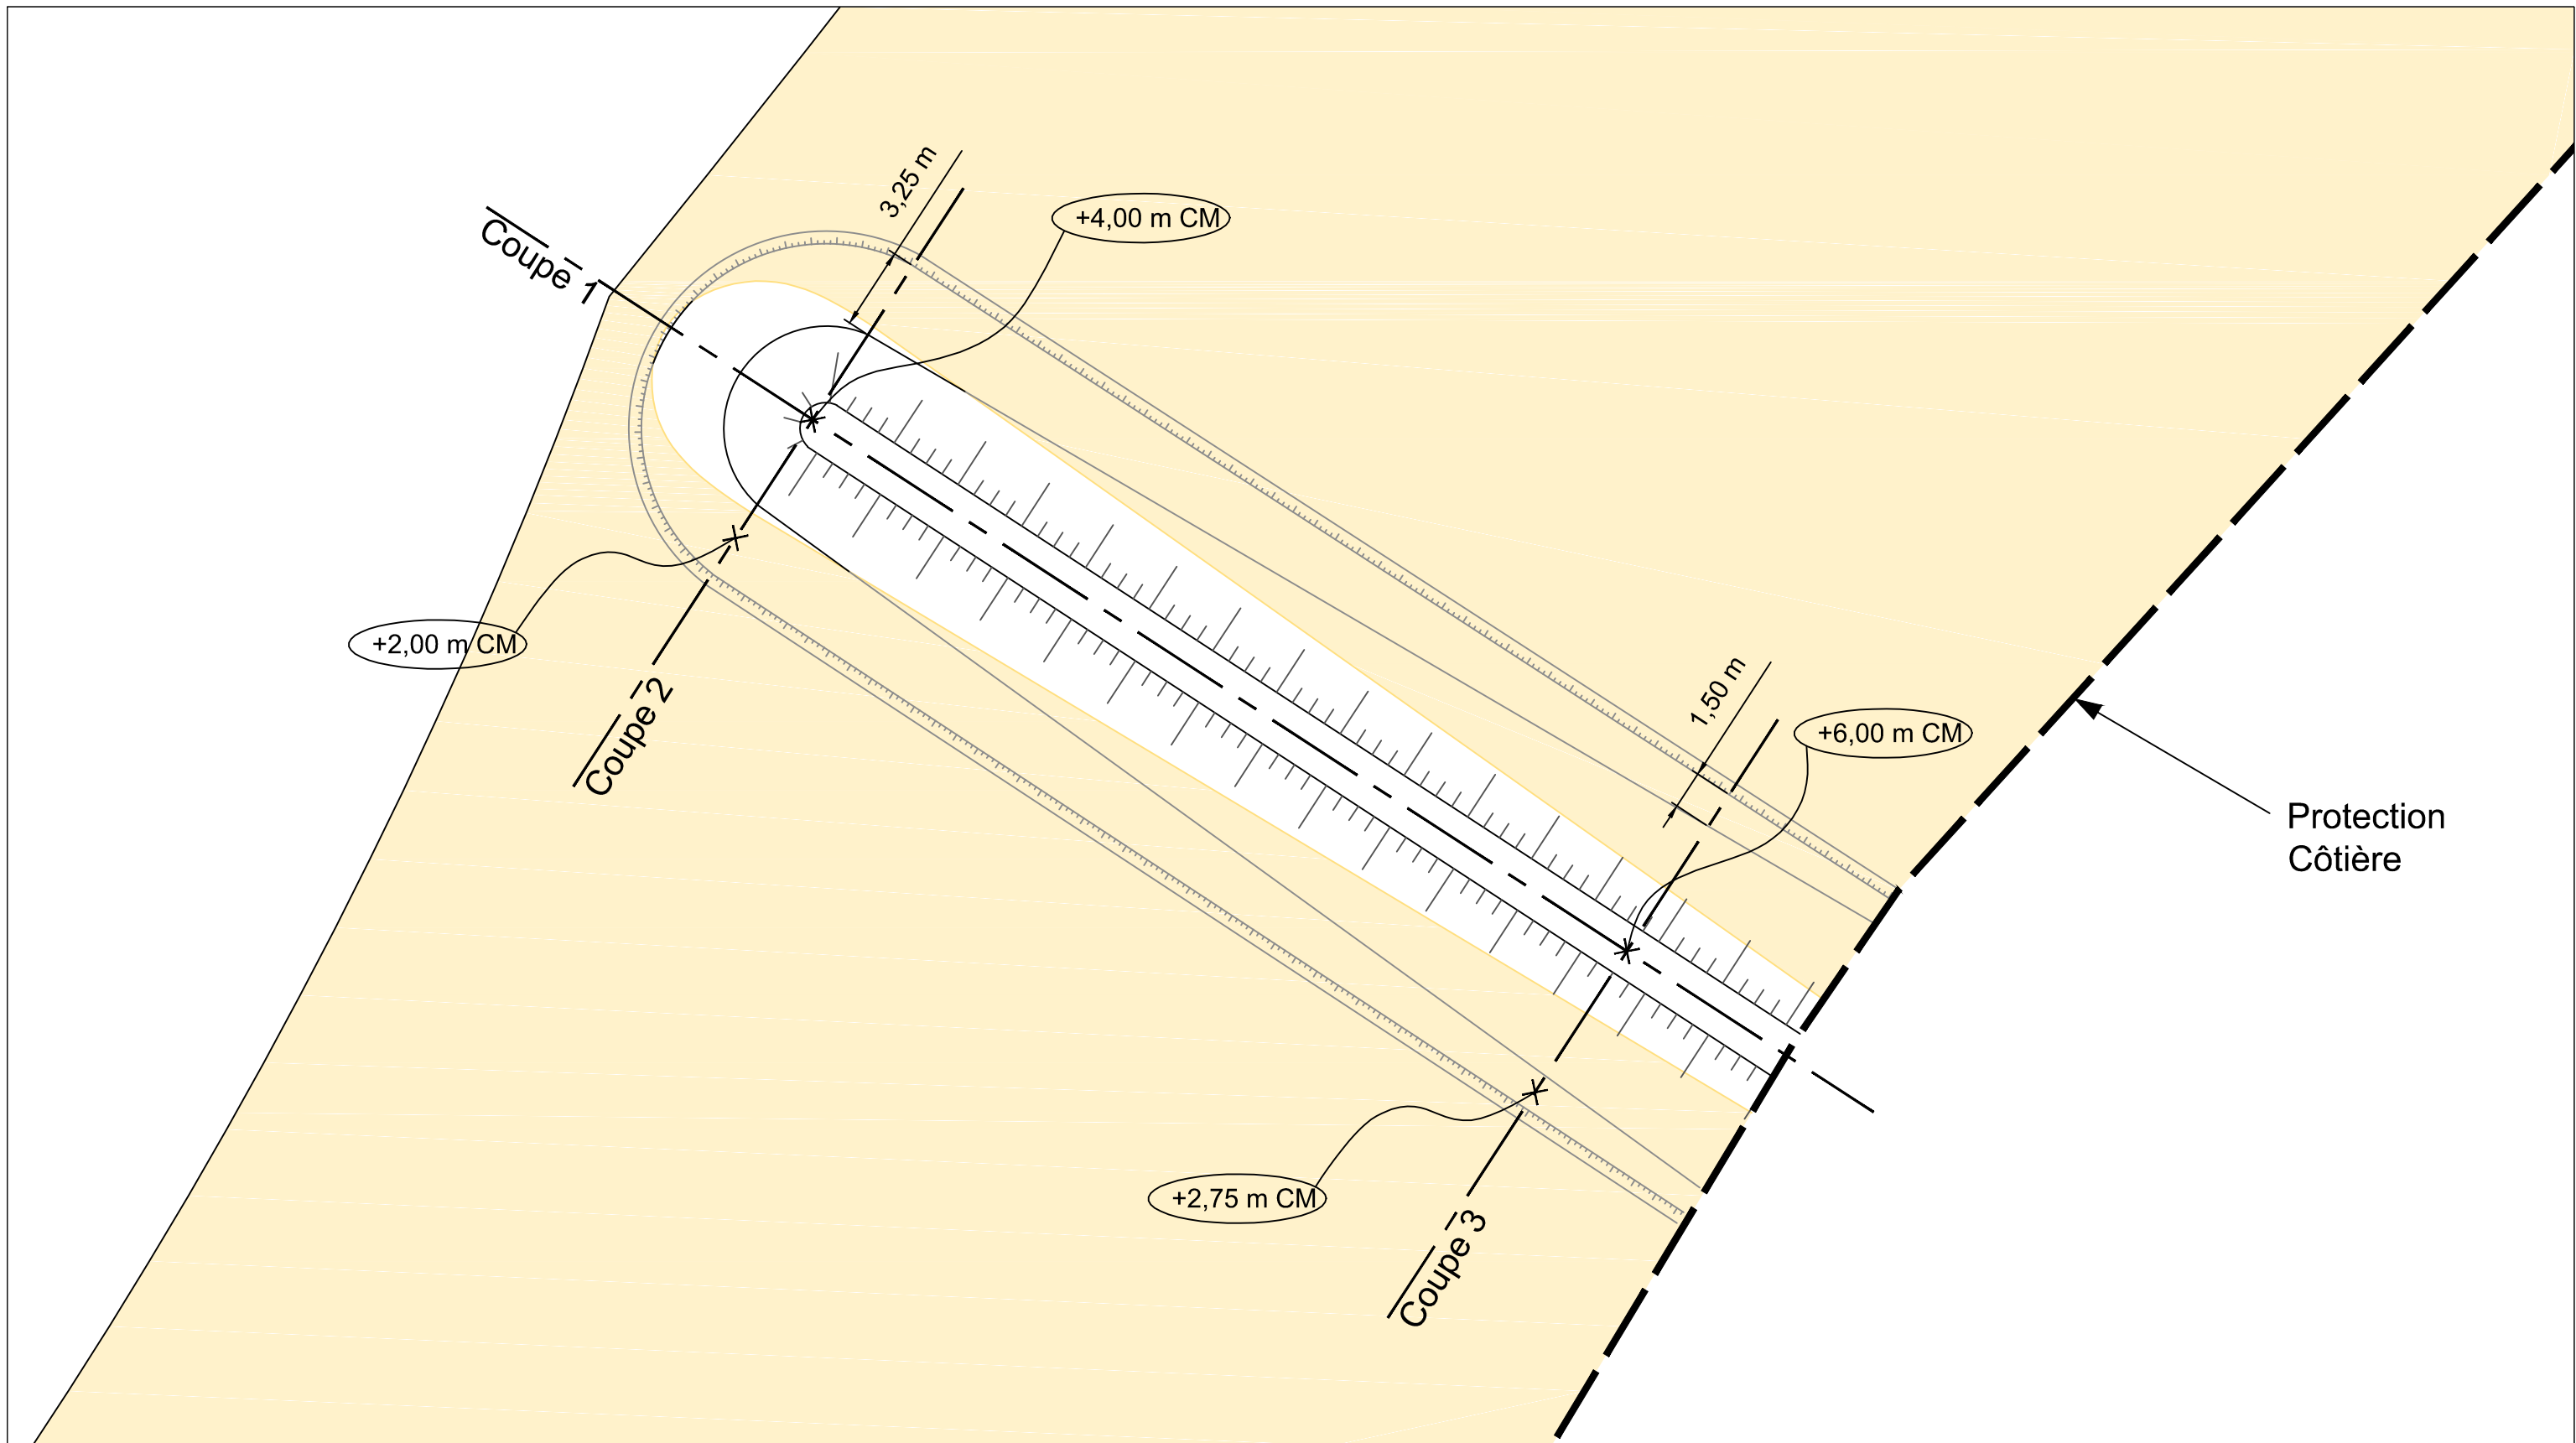 3,25 m
+4,00 m CM
Coupe 1
+2,00 m CM
Coupe 2
1,50 m
+6,00 m CM
Protection
Côtière
+2,75 m CM
Coupe 3